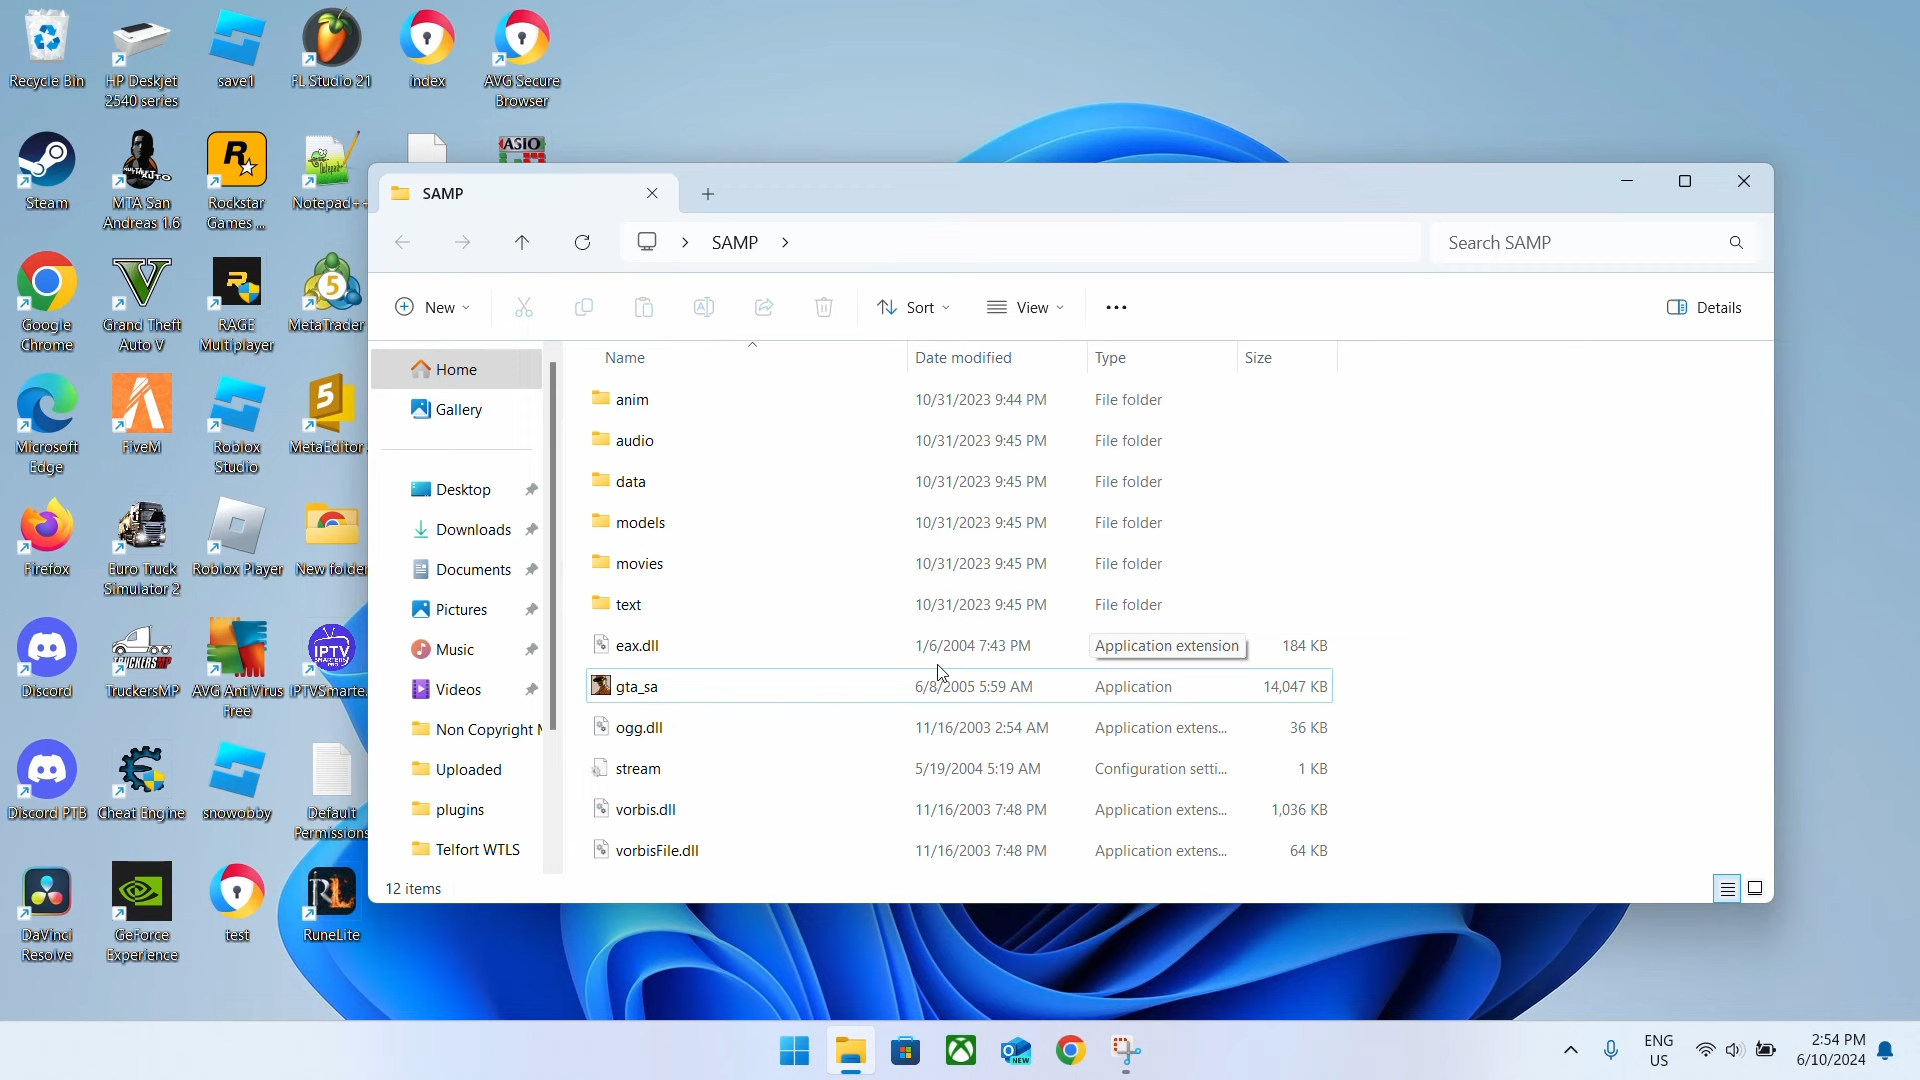 Recycle Bin
HP Deskjet
2540 series
save1
FL Studio 21
index
AVG Secure
Browser
Steam
MTA San
Andreas 1.6
Rockstar
Games ...
Notepad++
ASIO
Google
Chrome
Grand Theft
Auto V
RAGE
Multiplayer
MetaTrader
Microsoft
Edge
FiveM
Roblox
Studio
MetaEditor
Firefox
Euro Truck
Simulator 2
Roblox Player
New folder
Discord
TruckersMP
AVG AntiVirus
Free
IPTV
IPTVSmarte...
Discord PTB
Cheat Engine
snowobby
Default
Permissions
DaVinci
Resolve
GeForce
Experience
test
RuneLite
SAMP
SAMP
Search SAMP
New
Sort
View
Details
Home
Gallery
Desktop
Downloads
Documents
Pictures
Music
Videos
Non Copyright
Uploaded
plugins
Telfort WTLS
Name Date modified Type Size
anim 10/31/2023 9:44 PM File folder
audio 10/31/2023 9:45 PM File folder
data 10/31/2023 9:45 PM File folder
models 10/31/2023 9:45 PM File folder
movies 10/31/2023 9:45 PM File folder
text 10/31/2023 9:45 PM File folder
eax.dll 1/6/2004 7:43 PM Application extension 184 KB
gta_sa 6/8/2005 5:59 AM Application 14,047 KB
ogg.dll 11/16/2003 2:54 AM Application extens... 36 KB
stream 5/19/2004 5:19 AM Configuration setti... 1 KB
vorbis.dll 11/16/2003 7:48 PM Application extens... 1,036 KB
vorbisFile.dll 11/16/2003 7:48 PM Application extens... 64 KB
12 items
NEW
ENG
US
2:54 PM
6/10/2024